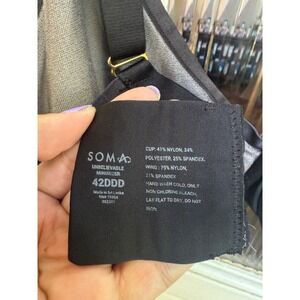 SOMA
UNBELIEVABLE
MINIMIZER
42DDD
Made in Sri Lanka
CUP: 41% NYLON, 34%
POLYESTER, 25% SPANDEX.
WING: 79% NYLON,
21% SPANDEX
HAND WASH COLD, ONLY
NON CHLORINE BLEACH.
LAY FLAT TO DRY, DO NOT
IRON.